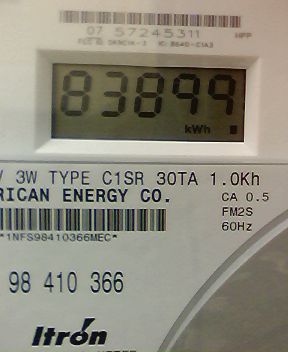 07 57245311
83899
kWh
V 3W TYPE C1SR 30TA 1.0Kh
RICAN ENERGY CO. CA 0.5
FM2S
*1NFS98410366MEC* 60Hz
98 410 366
Itron